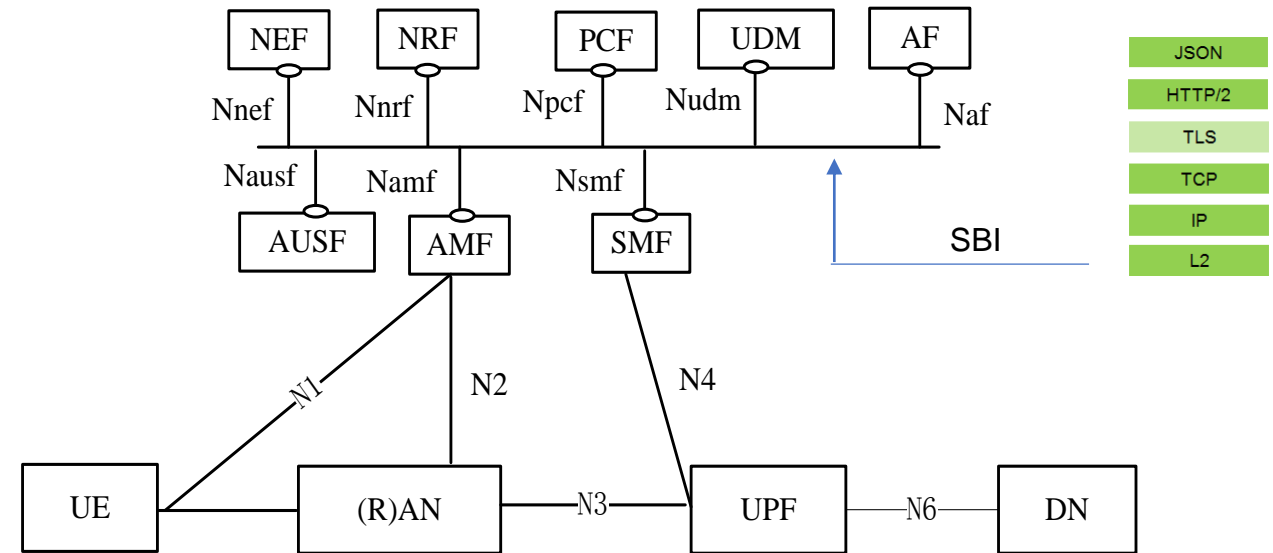 NEF NRF PCF UDM AF
JSON
HTTP/2
TLS
TCP
IP
L2
Nnef Nnrf Npcf Nudm Naf
Nausf Namf Nsmf
AUSF AMF SMF
SBI
N1 N2 N4
UE (R)AN N3 UPF N6 DN